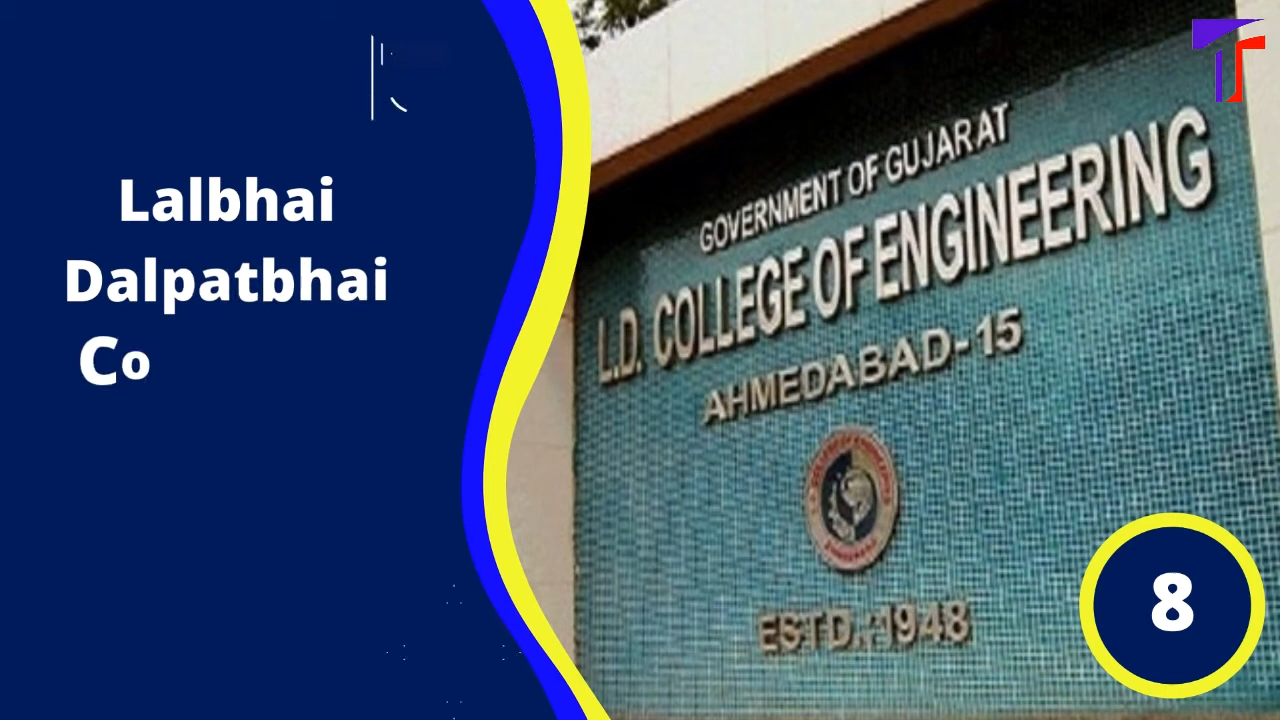 Lalbhai
Dalpatbhai
Co
GOVERNMENT OF GUJARAT
L.D. COLLEGE OF ENGINEERING
AHMEDABAD-15
ESTD.:1948
8